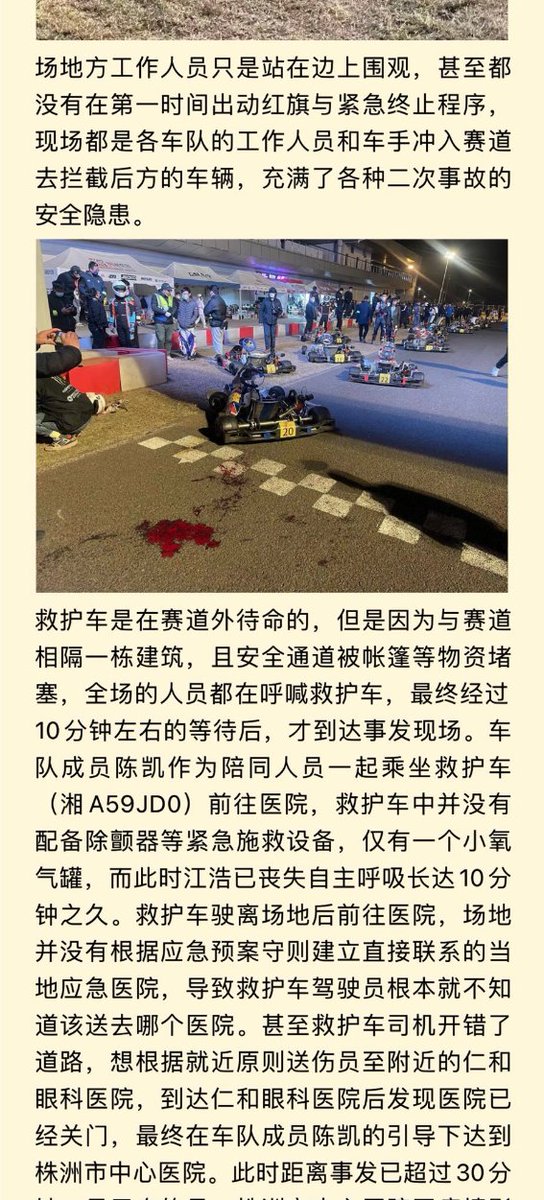 场地方工作人员只是站在边上围观，甚至都
没有在第一时间出动红旗与紧急终止程序，
现场都是各车队的工作人员和车手冲入赛道
去拦截后方的车辆，充满了各种二次事故的
安全隐患。
20
22
救护车是在赛道外待命的，但是因为与赛道
相隔一栋建筑，且安全通道被帐篷等物资堵
塞，全场的人员都在呼喊救护车，最终经过
10分钟左右的等待后，才到达事发现场。车
队成员陈凯作为陪同人员一起乘坐救护车
（湘A59JD0）前往医院，救护车中并没有
配备除颤器等紧急施救设备，仅有一个小氧
气罐，而此时江浩已丧失自主呼吸长达10分
钟之久。救护车驶离场地后前往医院，场地
并没有根据应急预案守则建立直接联系的当
地应急医院，导致救护车驾驶员根本就不知
道该送去哪个医院。甚至救护车司机开错了
道路，想根据就近原则送伤员至附近的仁和
眼科医院，到达仁和眼科医院后发现医院已
经关门，最终在车队成员陈凯的引导下达到
株洲市中心医院。此时距离事发已超过30分